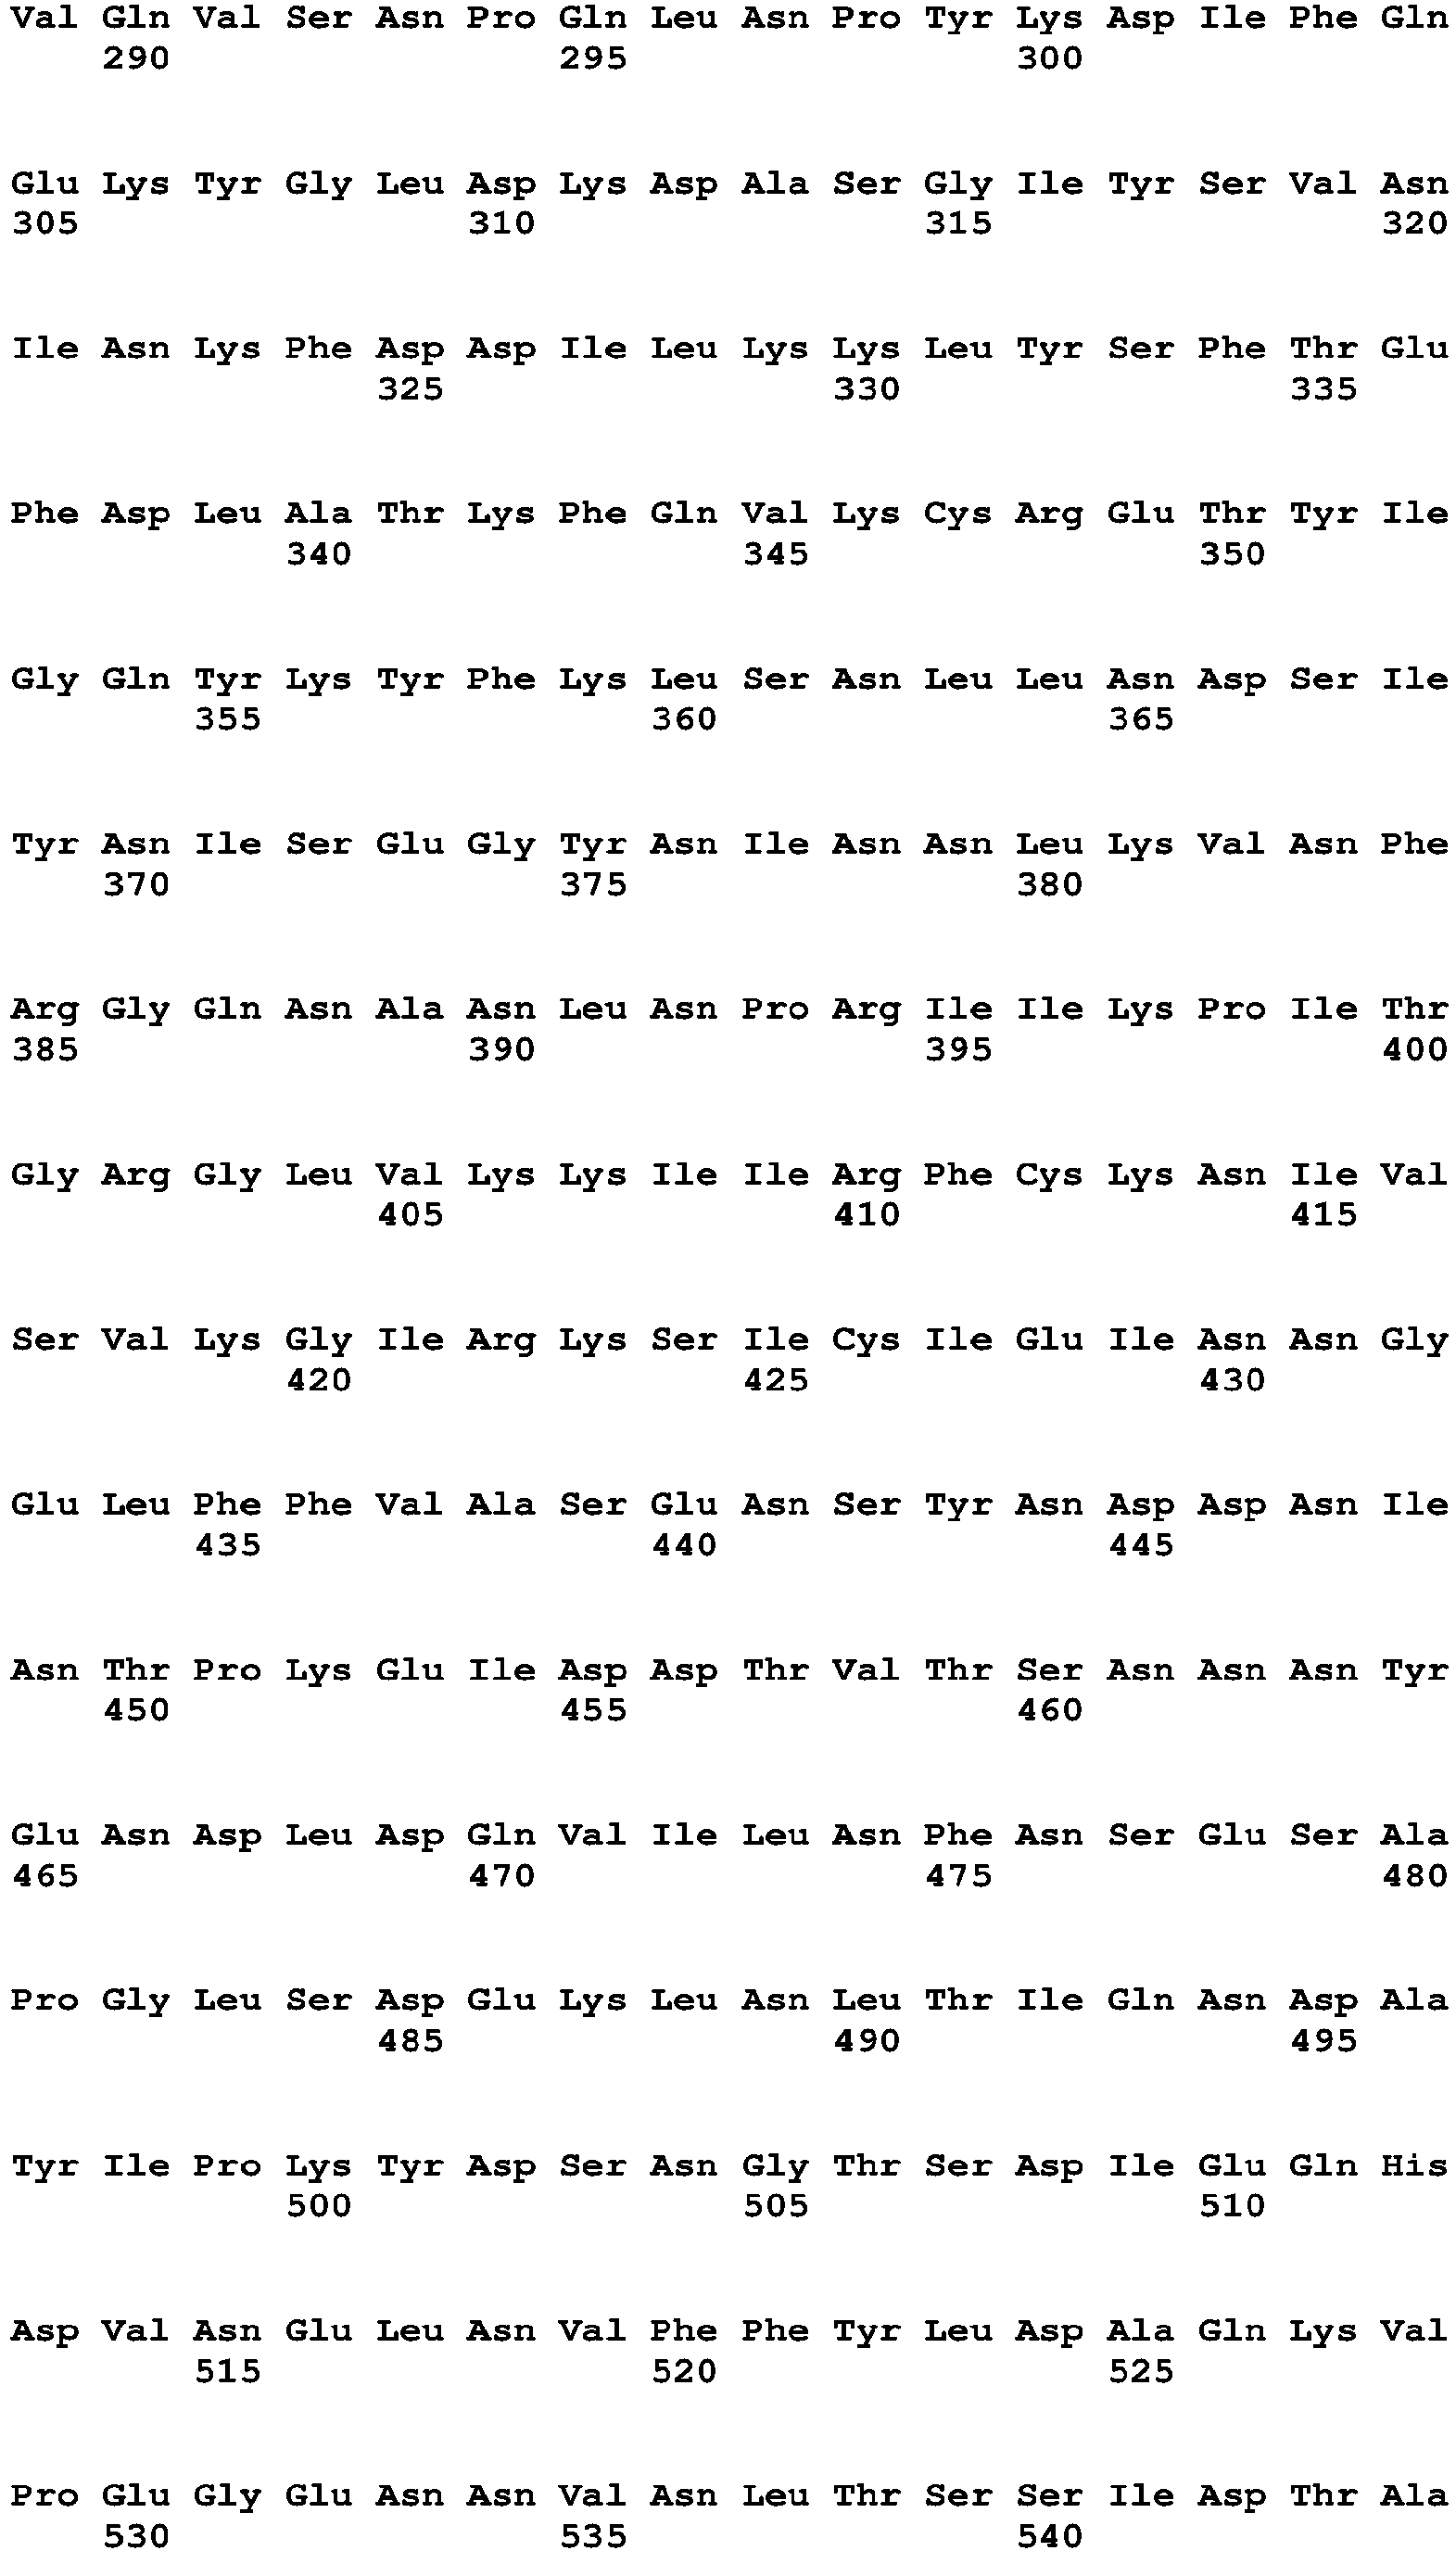 Val Gln Val Ser Asn Pro Gln Leu Asn Pro Tyr Lys Asp Ile Phe Gln
290 295 300
Glu Lys Tyr Gly Leu Asp Lys Asp Ala Ser Gly Ile Tyr Ser Val Asn
305 310 315 320
Ile Asn Lys Phe Asp Asp Ile Leu Lys Lys Leu Tyr Ser Phe Thr Glu
325 330 335
Phe Asp Leu Ala Thr Lys Phe Gln Val Lys Cys Arg Glu Thr Tyr Ile
340 345 350
Gly Gln Tyr Lys Tyr Phe Lys Leu Ser Asn Leu Leu Asn Asp Ser Ile
355 360 365
Tyr Asn Ile Ser Glu Gly Tyr Asn Ile Asn Asn Leu Lys Val Asn Phe
370 375 380
Arg Gly Gln Asn Ala Asn Leu Asn Pro Arg Ile Ile Lys Pro Ile Thr
385 390 395 400
Gly Arg Gly Leu Val Lys Lys Ile Ile Arg Phe Cys Lys Asn Ile Val
405 410 415
Ser Val Lys Gly Ile Arg Lys Ser Ile Cys Ile Glu Ile Asn Asn Gly
420 425 430
Glu Leu Phe Phe Val Ala Ser Glu Asn Ser Tyr Asn Asp Asp Asn Ile
435 440 445
Asn Thr Pro Lys Glu Ile Asp Asp Thr Val Thr Ser Asn Asn Asn Tyr
450 455 460
Glu Asn Asp Leu Asp Gln Val Ile Leu Asn Phe Asn Ser Glu Ser Ala
465 470 475 480
Pro Gly Leu Ser Asp Glu Lys Leu Asn Leu Thr Ile Gln Asn Asp Ala
485 490 495
Tyr Ile Pro Lys Tyr Asp Ser Asn Gly Thr Ser Asp Ile Glu Gln His
500 505 510
Asp Val Asn Glu Leu Asn Val Phe Phe Tyr Leu Asp Ala Gln Lys Val
515 520 525
Pro Glu Gly Glu Asn Asn Val Asn Leu Thr Ser Ser Ile Asp Thr Ala
530 535 540